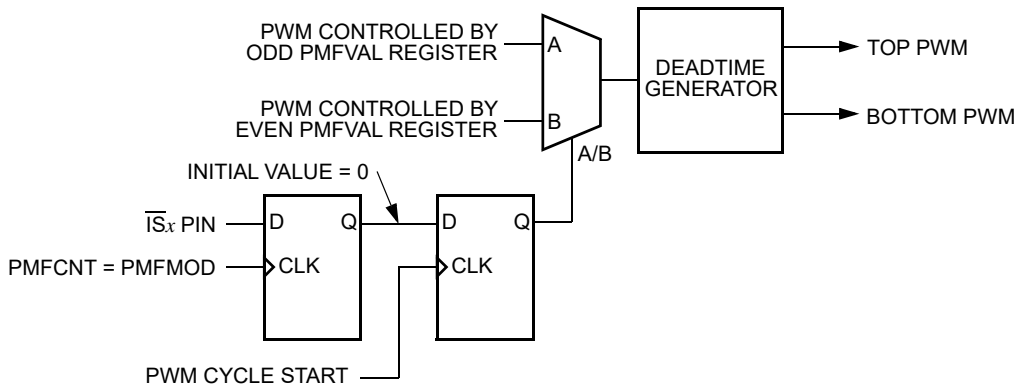 PWM CONTROLLED BY
ODD PMFVAL REGISTER
A
DEADTIME
GENERATOR
TOP PWM
PWM CONTROLLED BY
EVEN PMFVAL REGISTER
B
BOTTOM PWM
A/B
INITIAL VALUE = 0
I̅S̅x PIN
D
Q
D
Q
PMFCNT = PMFMOD
CLK
CLK
PWM CYCLE START